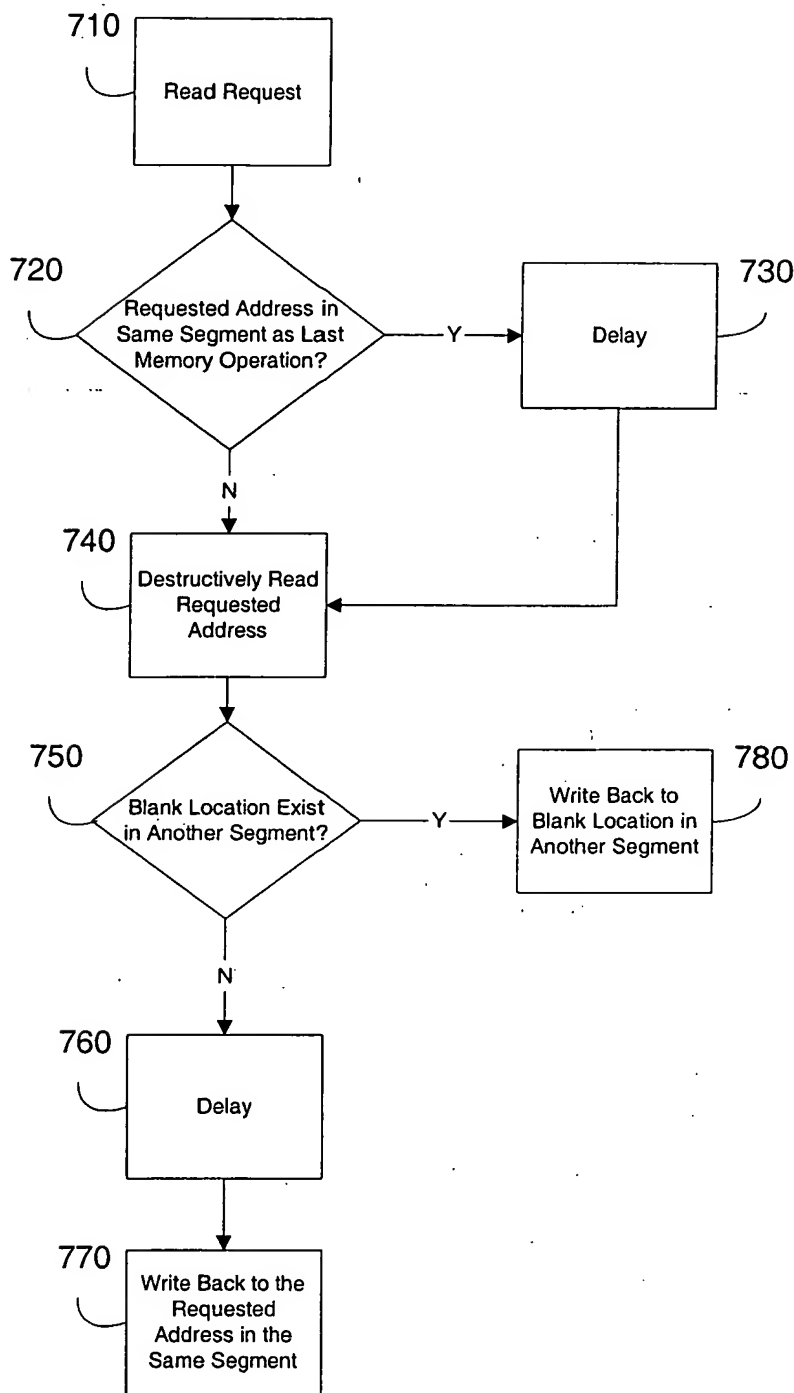 710
Read Request
720
Requested Address in
Same Segment as Last
Memory Operation?
Y
730
Delay
N
740
Destructively Read
Requested
Address
750
Blank Location Exist
in Another Segment?
Y
780
Write Back to
Blank Location in
Another Segment
N
760
Delay
770
Write Back to the
Requested
Address in the
Same Segment